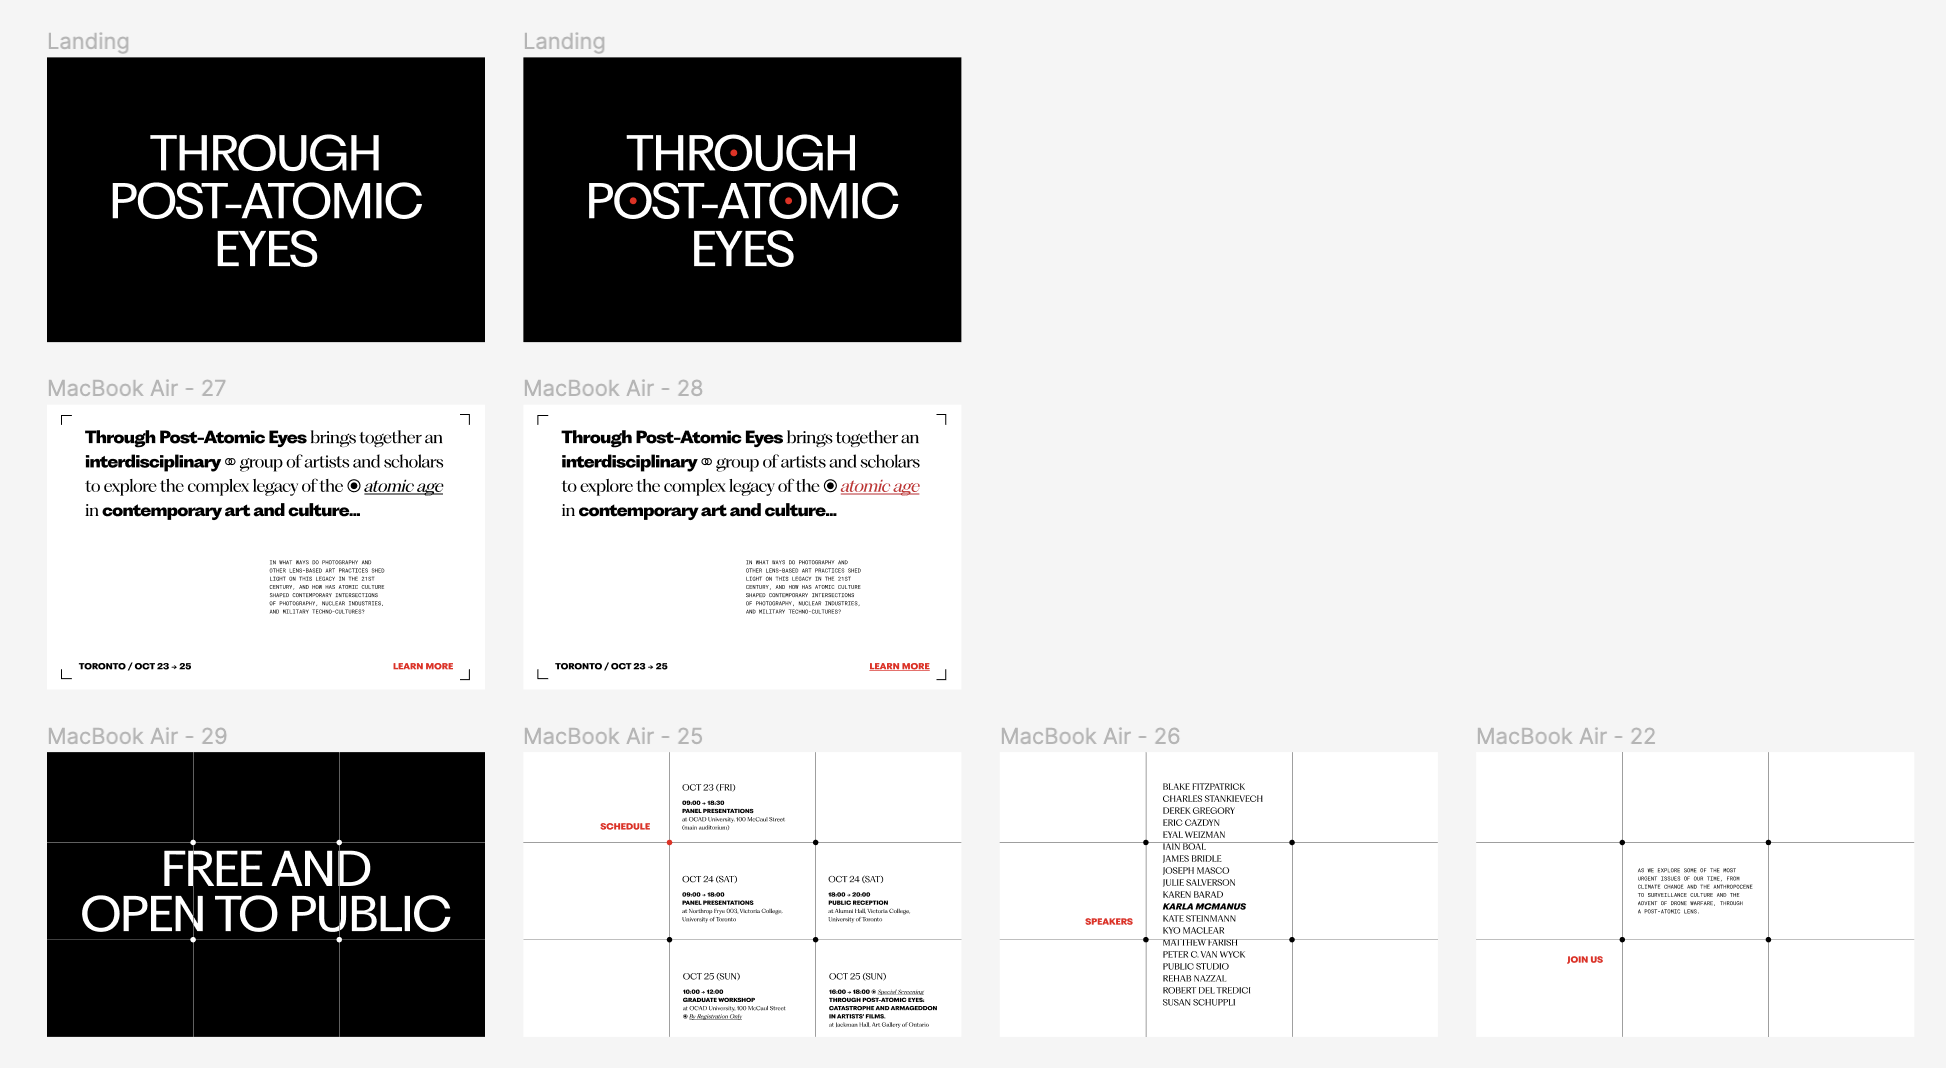 Landing
THROUGH
POST-ATOMIC
EYES
Landing
THROUGH
POST-ATOMIC
EYES
MacBook Air - 27
Through Post-Atomic Eyes brings together an
interdisciplinary group of artists and scholars
to explore the complex legacy of the atomic age
in contemporary art and culture...
IN WHAT WAYS DO PHOTOGRAPHY AND
OTHER LENS-BASED ART PRACTICES SHED
LIGHT ON THIS LEGACY IN THE 21ST
CENTURY, AND HOW HAS ATOMIC CULTURE
SHAPED CONTEMPORARY INTERSECTIONS
OF PHOTOGRAPHY, NUCLEAR INDUSTRIES,
AND MILITARY TECHNO-CULTURES?
TORONTO / OCT 23 → 25
LEARN MORE
MacBook Air - 28
Through Post-Atomic Eyes brings together an
interdisciplinary group of artists and scholars
to explore the complex legacy of the atomic age
in contemporary art and culture...
IN WHAT WAYS DO PHOTOGRAPHY AND
OTHER LENS-BASED ART PRACTICES SHED
LIGHT ON THIS LEGACY IN THE 21ST
CENTURY, AND HOW HAS ATOMIC CULTURE
SHAPED CONTEMPORARY INTERSECTIONS
OF PHOTOGRAPHY, NUCLEAR INDUSTRIES,
AND MILITARY TECHNO-CULTURES?
TORONTO / OCT 23 → 25
LEARN MORE
MacBook Air - 29
FREE AND
OPEN TO PUBLIC
MacBook Air - 25
SCHEDULE
OCT 23 (FRI)
09:00 → 18:30
PANEL PRESENTATIONS
at OCAD University, 100 McCaul Street
(main auditorium)
OCT 24 (SAT)
09:00 → 18:00
PANEL PRESENTATIONS
at Northrop Frye 003, Victoria College,
University of Toronto
OCT 24 (SAT)
18:00 → 20:00
PUBLIC RECEPTION
at Alumni Hall, Victoria College,
University of Toronto
OCT 25 (SUN)
10:00 → 12:00
GRADUATE WORKSHOP
at OCAD University, 100 McCaul Street
By Registration Only
OCT 25 (SUN)
16:00 → 18:00 Special Screening
THROUGH POST-ATOMIC EYES:
CATASTROPHE AND ARMAGEDDON
IN ARTISTS' FILMS.
at Jackman Hall, Art Gallery of Ontario
MacBook Air - 26
SPEAKERS
BLAKE FITZPATRICK
CHARLES STANKIEVECH
DEREK GREGORY
ERIC CAZDYN
EYAL WEIZMAN
IAIN BOAL
JAMES BRIDLE
JOSEPH MASCO
JULIE SALVERSON
KAREN BARAD
KARLA MCMANUS
KATE STEINMANN
KYO MACLEAR
MATTHEW FARISH
PETER C. VAN WYCK
PUBLIC STUDIO
REHAB NAZZAL
ROBERT DEL TREDICI
SUSAN SCHUPPLI
MacBook Air - 22
AS WE EXPLORE SOME OF THE MOST
URGENT ISSUES OF OUR TIME, FROM
CLIMATE CHANGE AND THE ANTHROPOCENE
TO SURVEILLANCE CULTURE AND THE
ADVENT OF DRONE WARFARE, THROUGH
A POST-ATOMIC LENS.
JOIN US